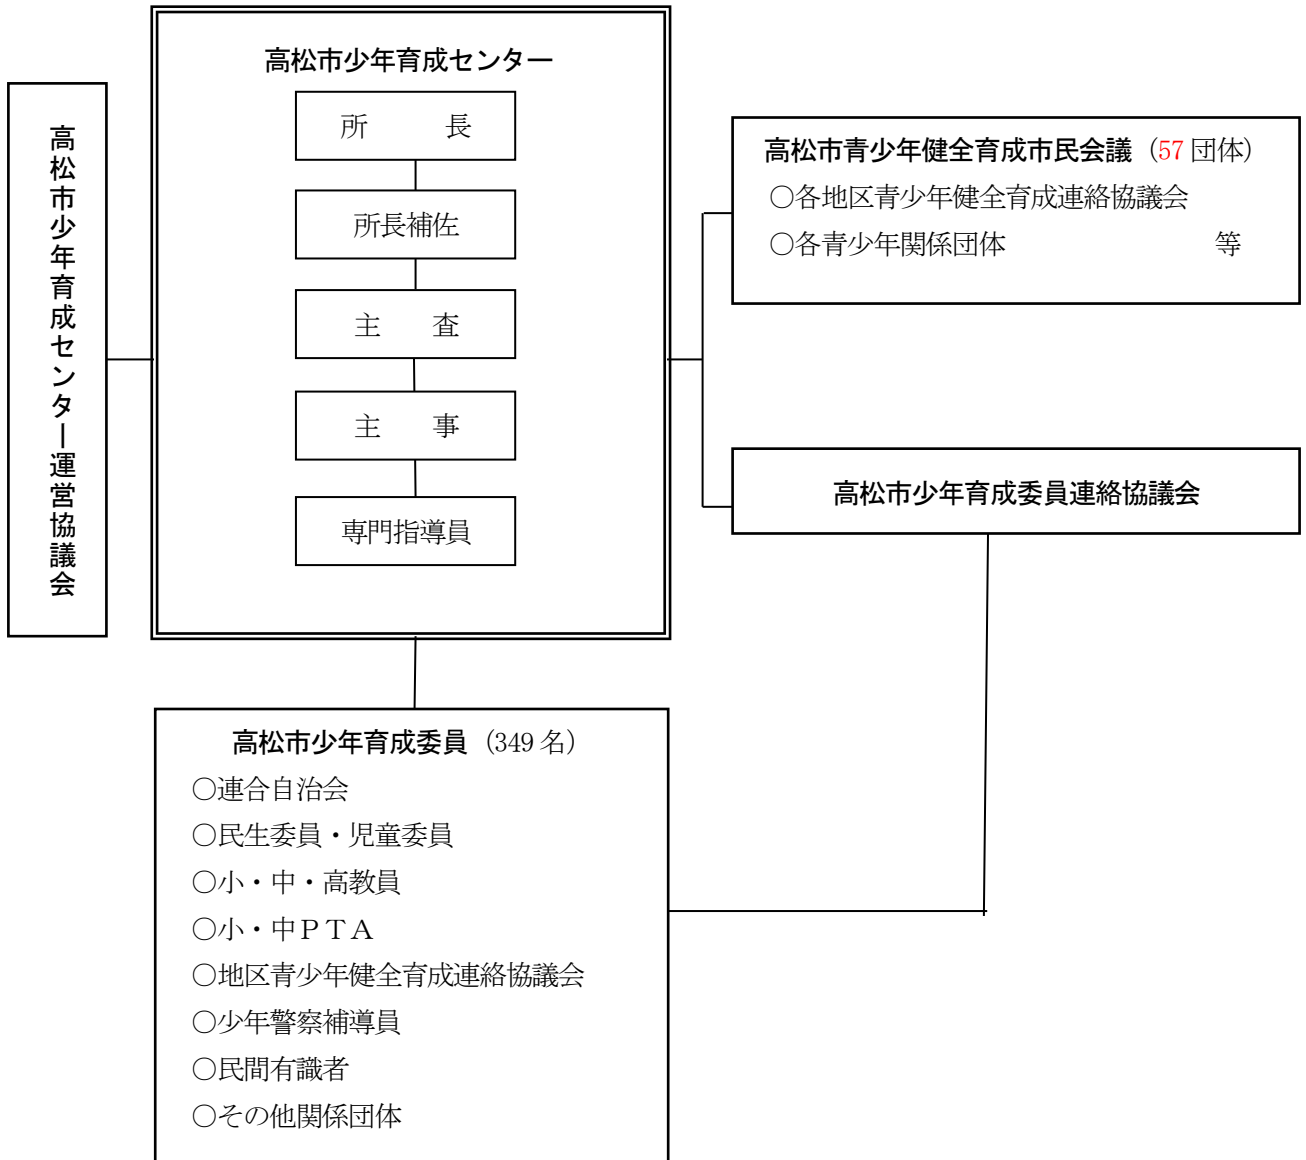 高松市少年育成センター運営協議会
高松市少年育成センター
所　　　長
所長補佐
主　　査
主　　事
専門指導員
高松市青少年健全育成市民会議（57 団体）
○各地区青少年健全育成連絡協議会
○各青少年関係団体　　　　　　　　等
高松市少年育成委員連絡協議会
高松市少年育成委員（349 名）
○連合自治会
○民生委員・児童委員
○小・中・高教員
○小・中ＰＴＡ
○地区青少年健全育成連絡協議会
○少年警察補導員
○民間有識者
○その他関係団体